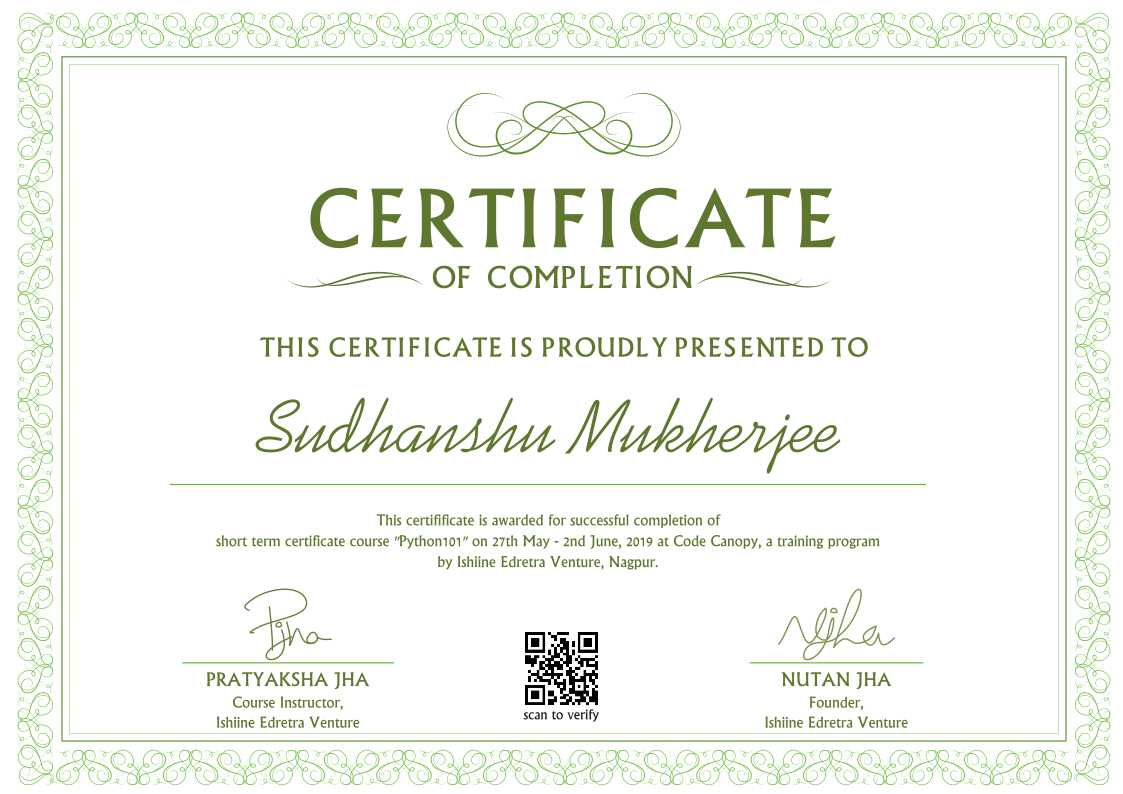 CERTIFICATE
OF COMPLETION
THIS CERTIFICATE IS PROUDLY PRESENTED TO
Sudhanshu Mukherjee
This certififificate is awarded for successful completion of
short term certificate course "Python101" on 27th May - 2nd June, 2019 at Code Canopy, a training program
by Ishiine Edretra Venture, Nagpur.
Pjha
Njha
PRATYAKSHA JHA
Course Instructor,
Ishiine Edretra Venture
scan to verify
NUTAN JHA
Founder,
Ishiine Edretra Venture